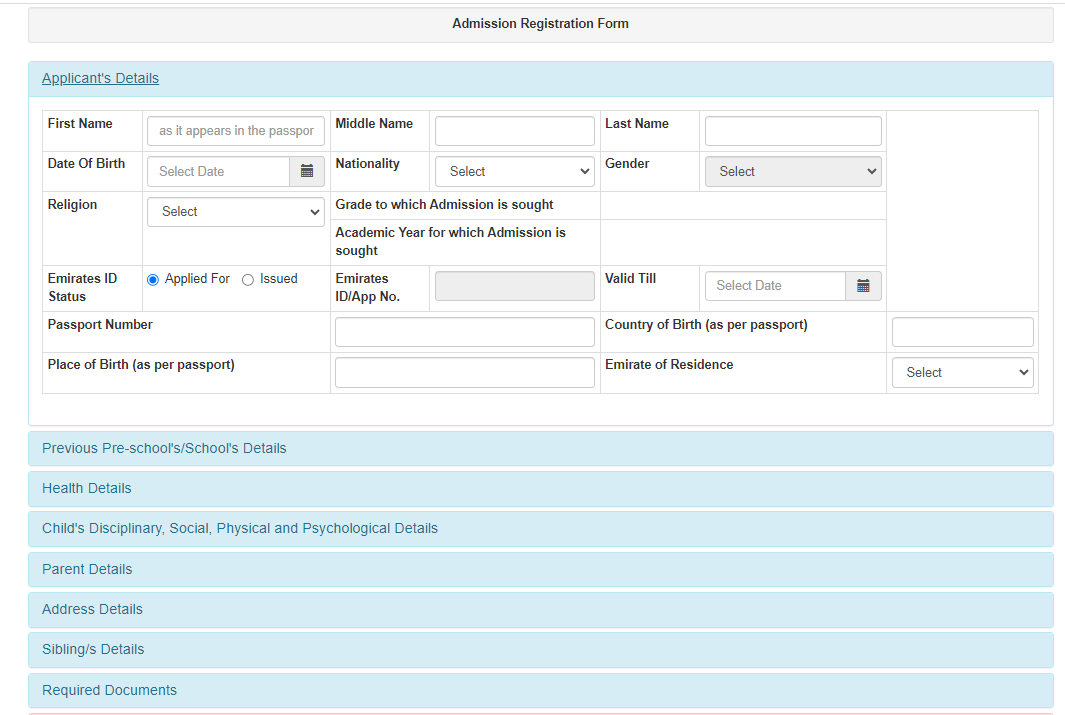 Admission Registration Form
Applicant's Details
First Name as it appears in the passpor Middle Name Last Name
Date Of Birth Select Date Nationality Select Gender Select
Religion Select Grade to which Admission is sought
Academic Year for which Admission is
sought
Emirates ID
Status
Applied For Issued
Emirates
ID/App No.
Valid Till Select Date
Passport Number Country of Birth (as per passport)
Place of Birth (as per passport) Emirate of Residence Select
Previous Pre-school's/School's Details
Health Details
Child's Disciplinary, Social, Physical and Psychological Details
Parent Details
Address Details
Sibling/s Details
Required Documents